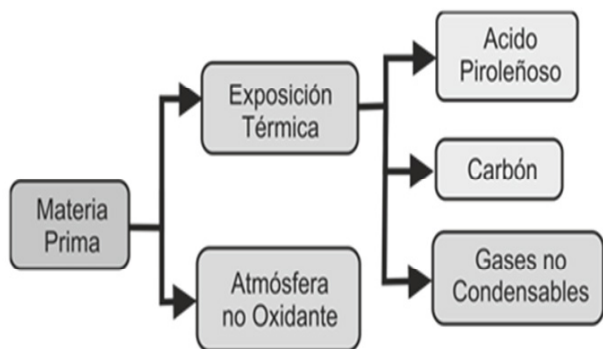 Materia
Prima
Exposición
Térmica
Atmósfera
no Oxidante
Acido
Piroleñoso
Carbón
Gases no
Condensables